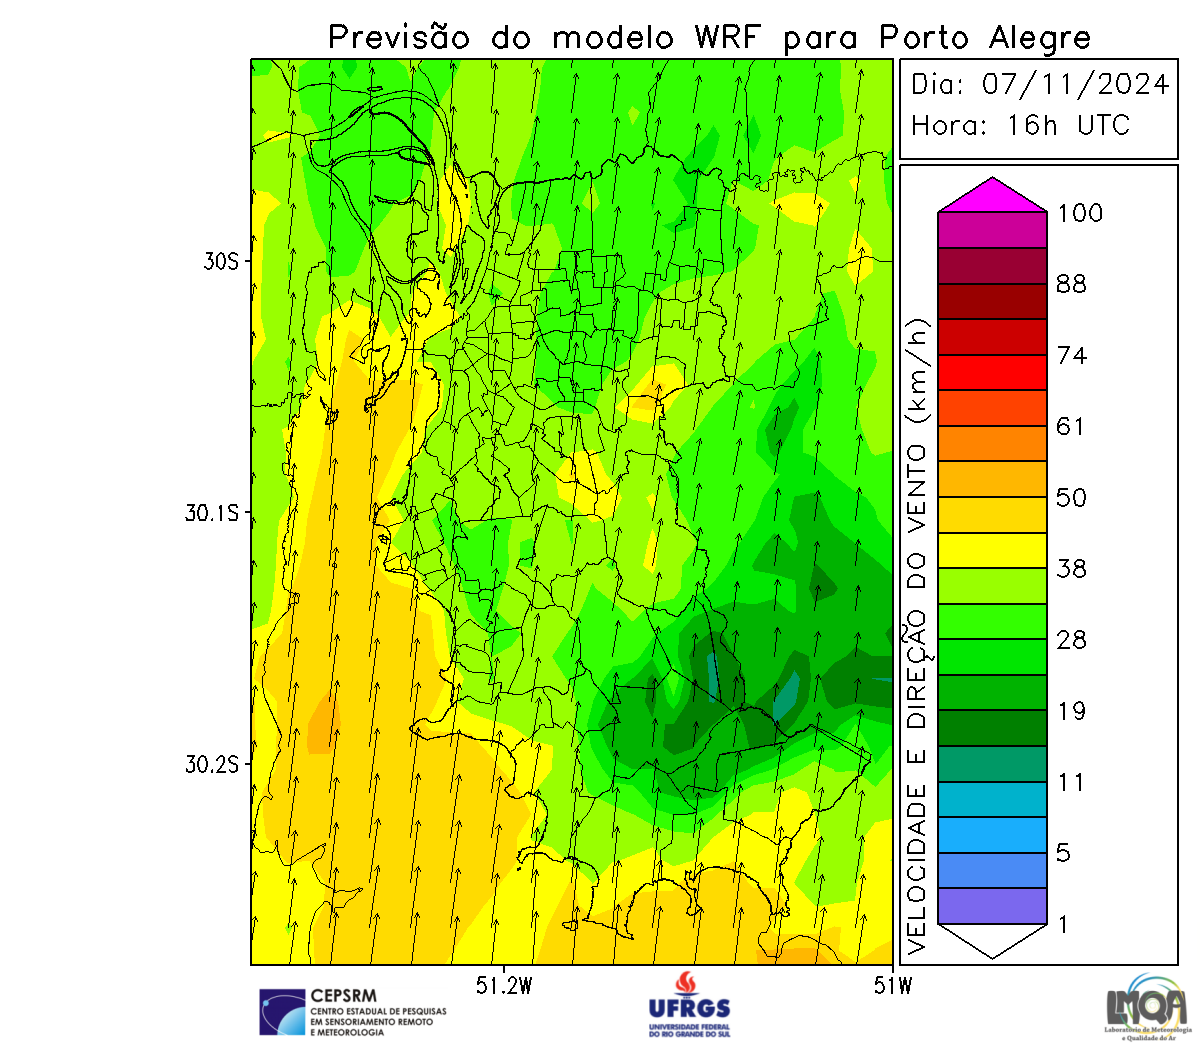 Previsão do modelo WRF para Porto Alegre
Dia: 07/11/2024
Hora: 16h UTC
100
88
74
61
50
38
28
19
11
5
1
VELOCIDADE E DIREÇÃO DO VENTO (km/h)
30S
30.1S
30.2S
51.2W
51W
CEPSRM
CENTRO ESTADUAL DE PESQUISAS
EM SENSORIAMENTO REMOTO
E METEOROLOGIA
UFRGS
UNIVERSIDADE FEDERAL
DO RIO GRANDE DO SUL
LMQA
Laboratório de Meteorologia
e Qualidade do Ar